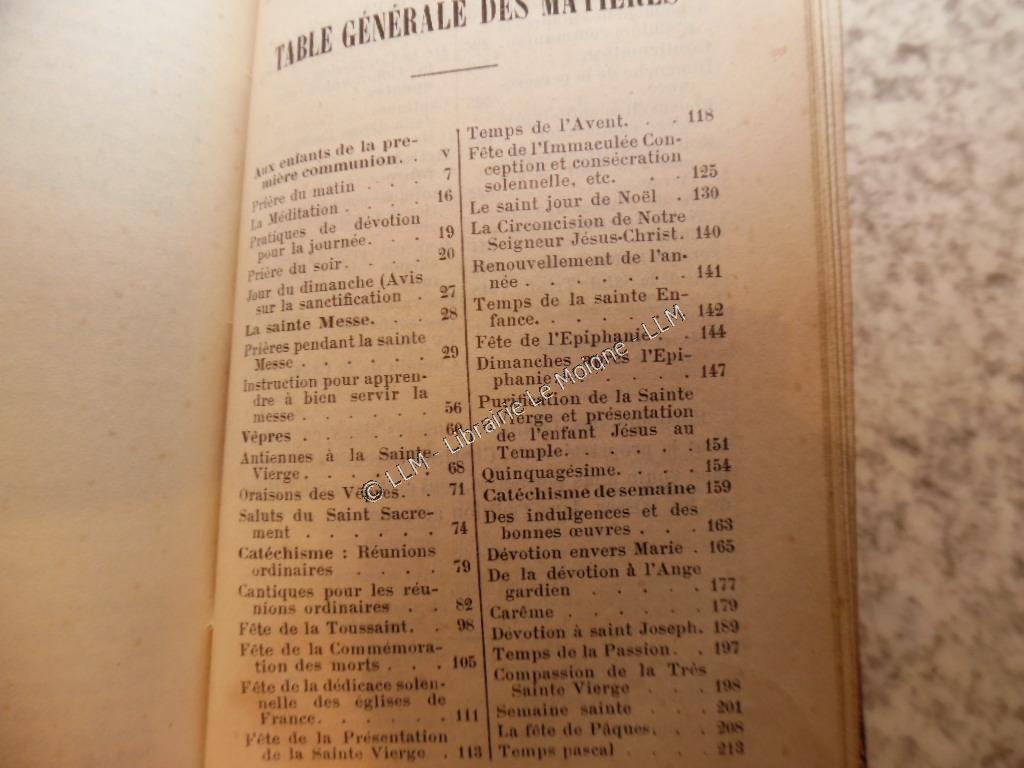 TABLE GÉNÉRALE DES MATIÈRES
Aux enfants de la pre-
mière communion. . v
Prière du matin . . . 7
La Méditation . . . . 16
Pratiques de dévotion
pour la journée. . . . 19
Prière du soir. . . . . 20
Jour du dimanche (Avis
sur la sanctification . 27
La sainte Messe. . . . 28
Prières pendant la sainte
Messe . . . . . . 29
Instruction pour appren-
dre à bien servir la
messe . . . . . . 56
Vêpres . . . . . . 60
Antiennes à la Sainte
Vierge . . . . . . 68
Oraisons des Vêpres. . 71
Saluts du Saint Sacre-
ment . . . . . . 74
Catéchisme : Réunions
ordinaires . . . . 79
Cantiques pour les réu-
nions ordinaires . . 82
Fête de la Toussaint. . 98
Fête de la Commémora-
tion des morts . . . 105
Fête de la dédicace solen-
nelle des églises de
France. . . . . . 111
Fête de la Présentation
de la Sainte Vierge . 113
Temps de l'Avent. . . 118
Fête de l'Immaculée Con-
ception et consécration
solennelle, etc. . . . 125
Le saint jour de Noël . 130
La Circoncision de Notre
Seigneur Jésus-Christ. 140
Renouvellement de l'an-
née . . . . . . 141
Temps de la sainte En-
fance. . . . . . 142
Fête de l'Epiphanie. . . 144
Dimanches après l'Epi-
phanie . . . . . . 147
Purification de la Sainte
Vierge et présentation
de l'enfant Jésus au
Temple. . . . . . 151
Quinquagésime. . . . 154
Catéchisme de semaine 159
Des indulgences et des
bonnes œuvres . . . 163
Dévotion envers Marie . 165
De la dévotion à l'Ange
gardien . . . . . 177
Carême . . . . . . 179
Dévotion à saint Joseph. 189
Temps de la Passion. . 197
Compassion de la Très
Sainte Vierge . . . 198
Semaine sainte . . . 201
La fête de Pâques. . . 208
Temps pascal . . . . 213
© LLM - Librairie Le Moigne - LLM